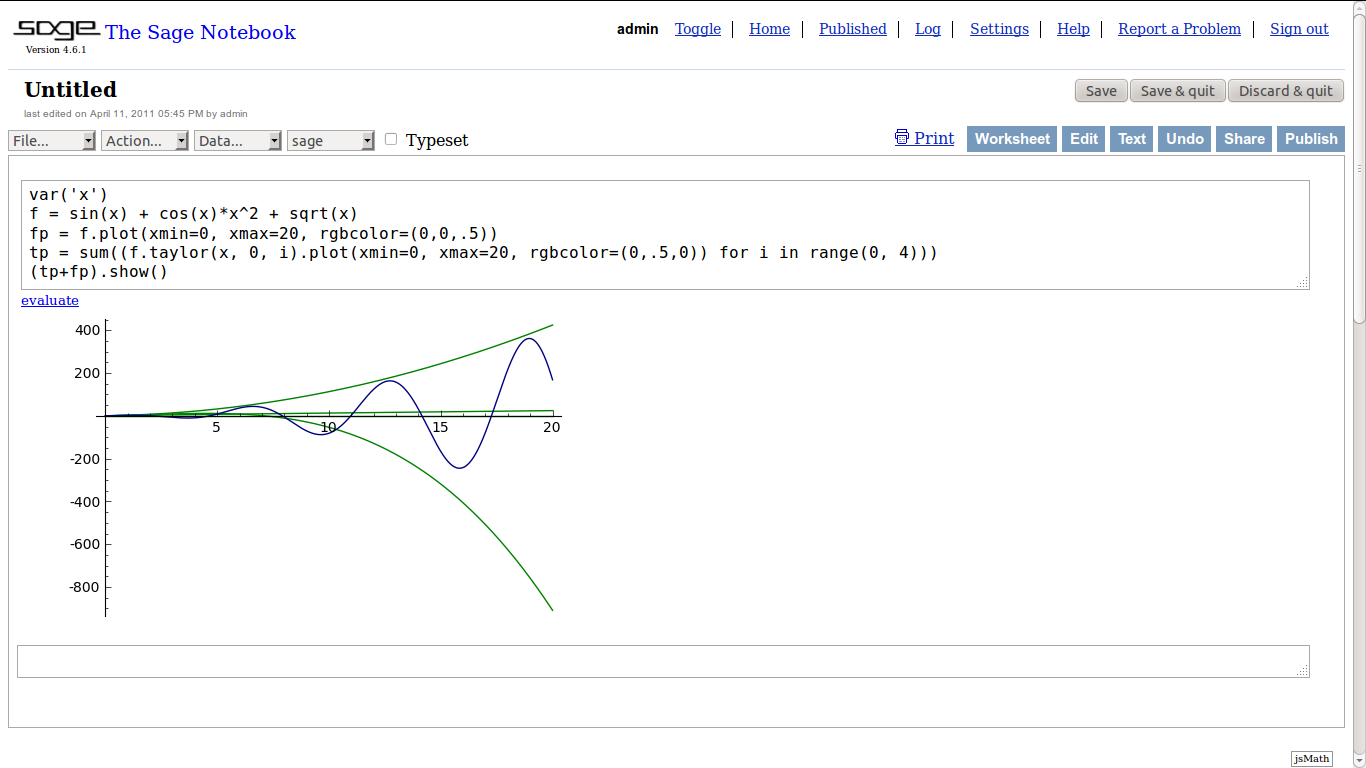 sage The Sage Notebook
Version 4.6.1
admin Toggle Home Published Log Settings Help Report a Problem Sign out
Untitled
last edited on April 11, 2011 05:45 PM by admin
Save Save & quit Discard & quit
File... Action... Data... sage Typeset Print Worksheet Edit Text Undo Share Publish
var('x')
f = sin(x) + cos(x)*x^2 + sqrt(x)
fp = f.plot(xmin=0, xmax=20, rgbcolor=(0,0,.5))
tp = sum((f.taylor(x, 0, i).plot(xmin=0, xmax=20, rgbcolor=(0,.5,0)) for i in range(0, 4)))
(tp+fp).show()
evaluate
400
200
5 10 15 20
-200
-400
-600
-800
jsMath